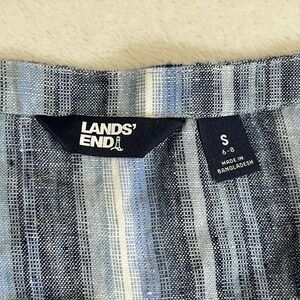 LANDS'
END
S
6-8
MADE IN
BANGLADESH